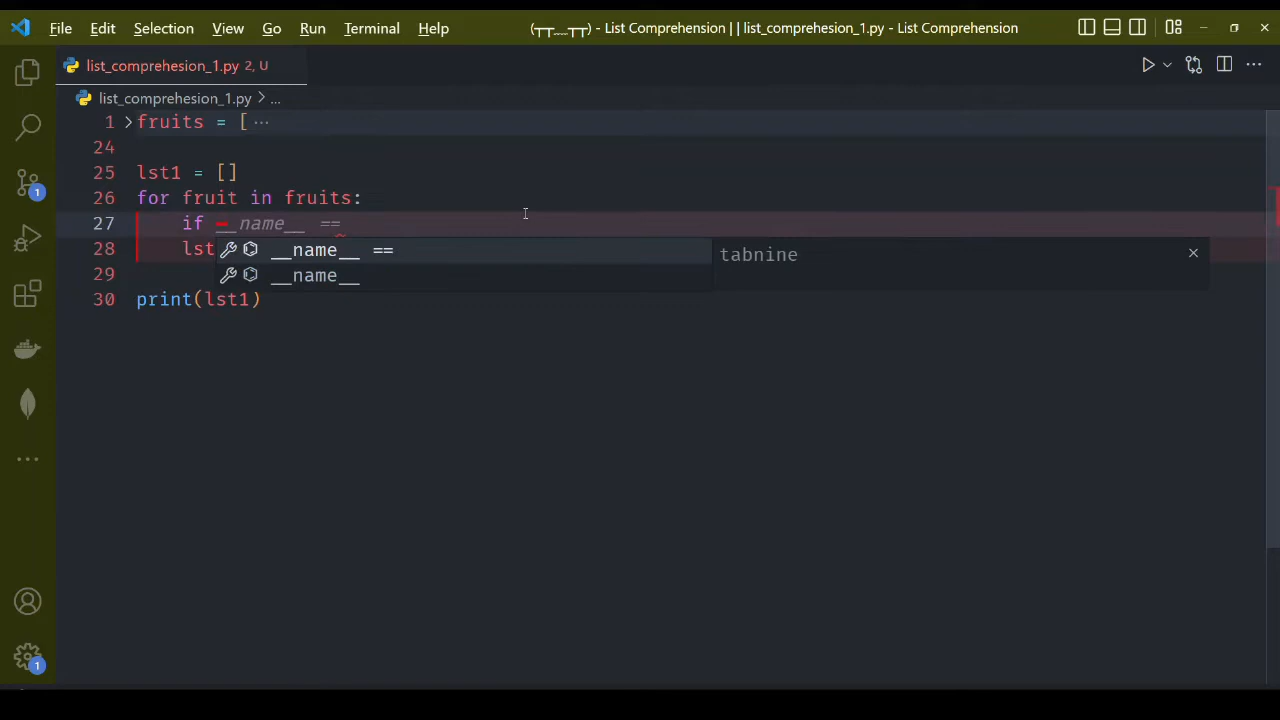 File Edit Selection View Go Run Terminal Help (┬┬﹏┬┬) - List Comprehension || list_comprehesion_1.py - List Comprehension
list_comprehesion_1.py 2, U
list_comprehesion_1.py > ...
1 fruits = [ ...
24
25 lst1 = []
26 for fruit in fruits:
27 if __name__ ==
28 lst
__name__ == tabnine
29
__name__
30 print(lst1)
1
1